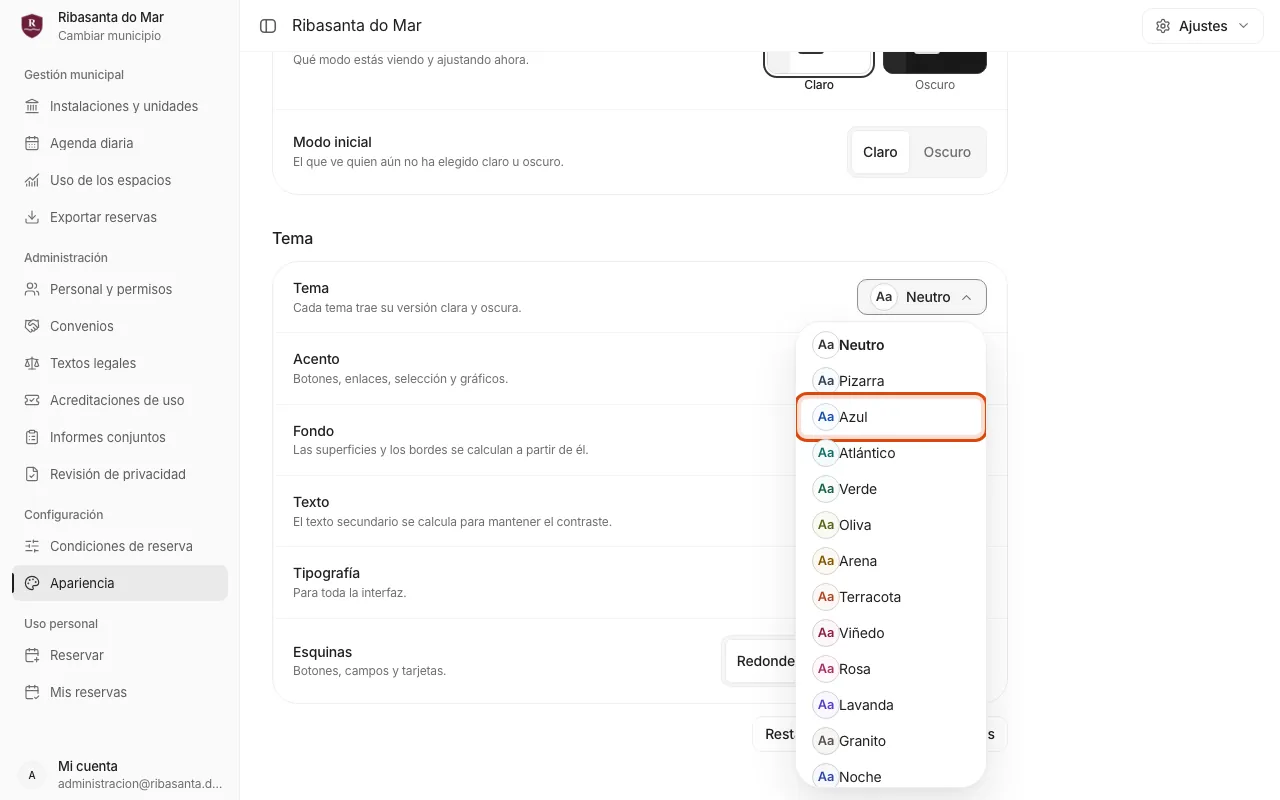 Ribasanta do Mar
Cambiar municipio
Gestión municipal
Instalaciones y unidades
Agenda diaria
Uso de los espacios
Exportar reservas
Administración
Personal y permisos
Convenios
Textos legales
Acreditaciones de uso
Informes conjuntos
Revisión de privacidad
Configuración
Condiciones de reserva
Apariencia
Uso personal
Reservar
Mis reservas
A
Mi cuenta
administracion@ribasanta.d...
R
Ribasanta do Mar
Ajustes
Qué modo estás viendo y ajustando ahora.
Claro
Oscuro
Modo inicial
El que ve quien aún no ha elegido claro u oscuro.
Claro
Oscuro
Tema
Tema
Cada tema trae su versión clara y oscura.
Aa Neutro
Acento
Botones, enlaces, selección y gráficos.
Fondo
Las superficies y los bordes se calculan a partir de él.
Texto
El texto secundario se calcula para mantener el contraste.
Tipografía
Para toda la interfaz.
Esquinas
Botones, campos y tarjetas.
Redonde
Rest
s
Aa Neutro
Aa Pizarra
Aa Azul
Aa Atlántico
Aa Verde
Aa Oliva
Aa Arena
Aa Terracota
Aa Viñedo
Aa Rosa
Aa Lavanda
Aa Granito
Aa Noche